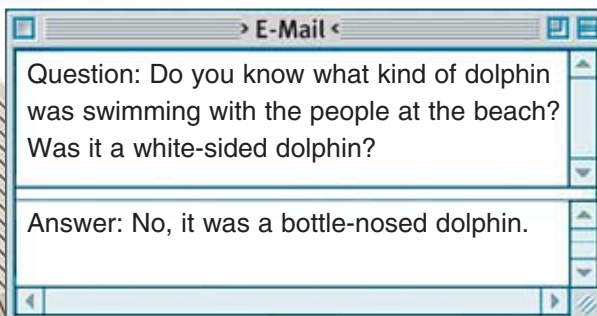 > E-Mail <
Question: Do you know what kind of dolphin
was swimming with the people at the beach?
Was it a white-sided dolphin?
Answer: No, it was a bottle-nosed dolphin.